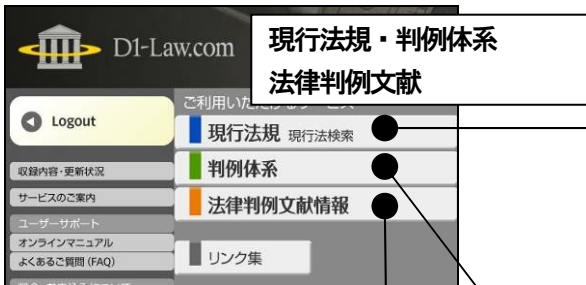 D1-Law.com
現行法規・判例体系
法律判例文献
Logout
収録内容・更新状況
サービスのご案内
ユーザーサポート
オンラインマニュアル
よくあるご質問 (FAQ)
現行法規 現行法検索
判例体系
法律判例文献情報
リンク集